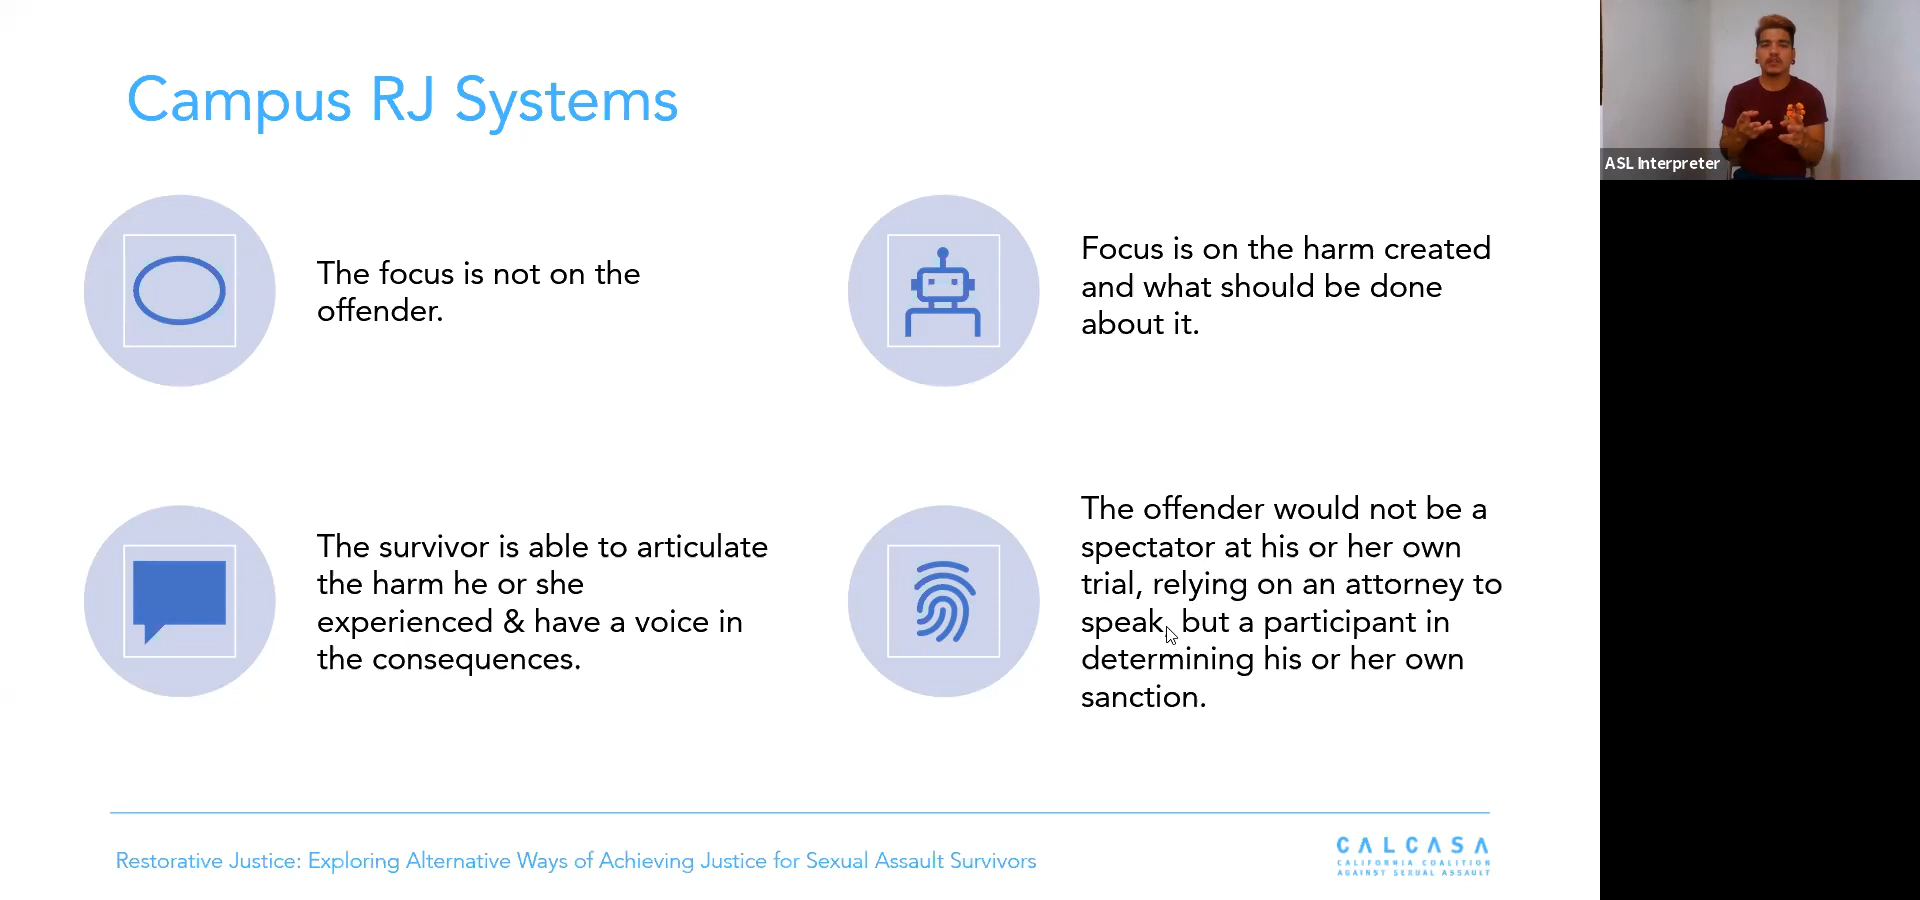 Campus RJ Systems
The focus is not on the
offender.
Focus is on the harm created
and what should be done
about it.
The survivor is able to articulate
the harm he or she
experienced & have a voice in
the consequences.
The offender would not be a
spectator at his or her own
trial, relying on an attorney to
speak, but a participant in
determining his or her own
sanction.
Restorative Justice: Exploring Alternative Ways of Achieving Justice for Sexual Assault Survivors
CALCASA
CALIFORNIA COALITION
AGAINST SEXUAL ASSAULT
ASL Interpreter